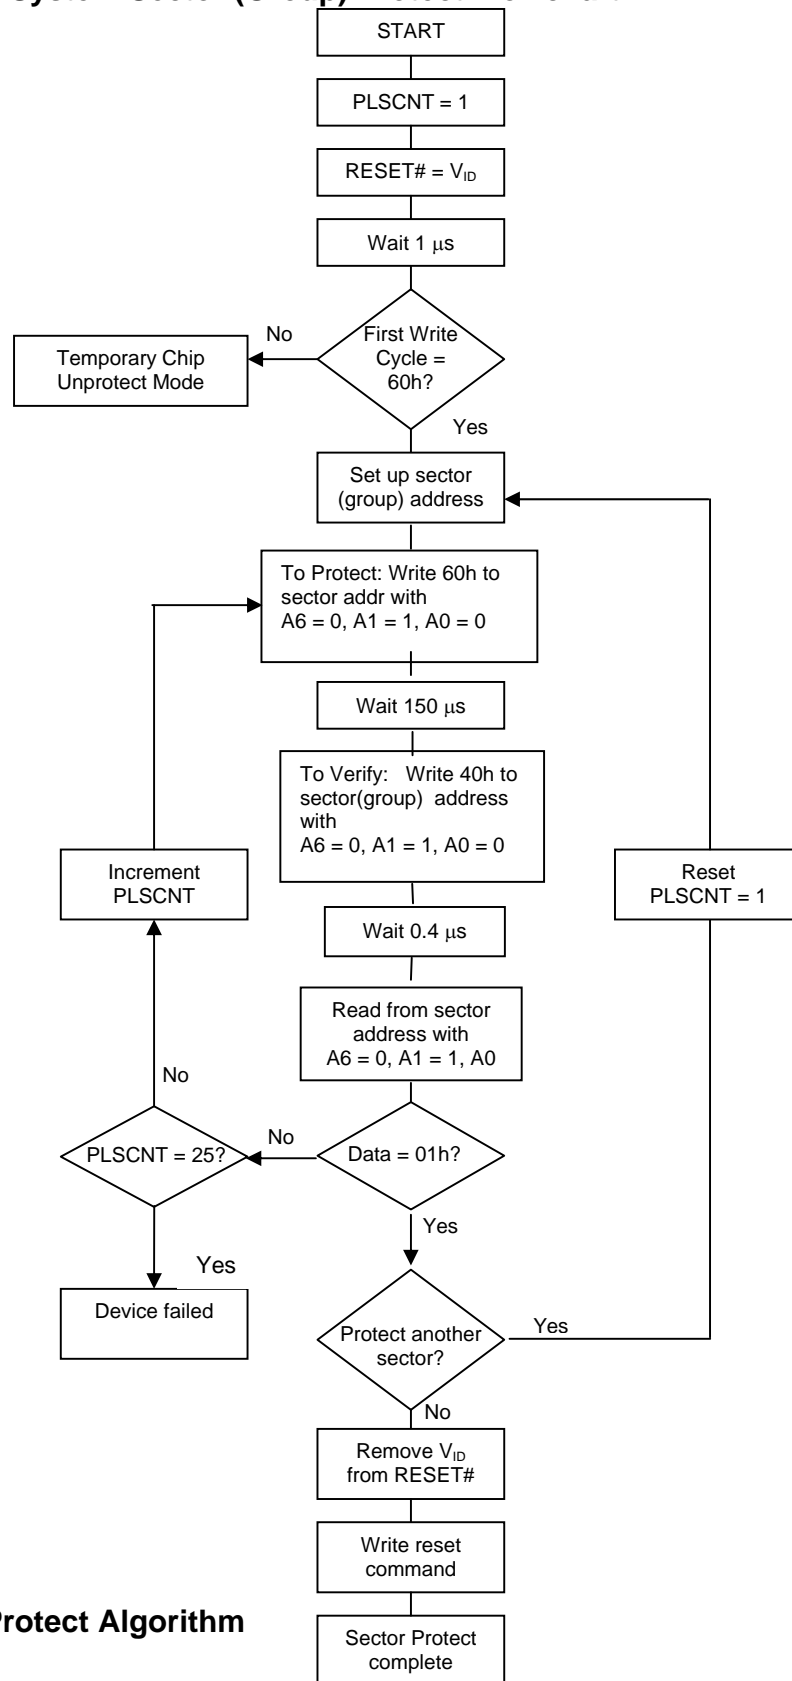 START
PLSCNT = 1
RESET# = VID
Wait 1 μs
First Write
Cycle =
60h?
No
Temporary Chip
Unprotect Mode
Yes
Set up sector
(group) address
To Protect: Write 60h to
sector addr with
A6 = 0, A1 = 1, A0 = 0
Wait 150 μs
To Verify: Write 40h to
sector(group) address
with
A6 = 0, A1 = 1, A0 = 0
Increment
PLSCNT
Reset
PLSCNT = 1
Wait 0.4 μs
Read from sector
address with
A6 = 0, A1 = 1, A0
No
PLSCNT = 25?
No
Data = 01h?
Yes
Yes
Device failed
Protect another
sector?
Yes
No
Remove VID
from RESET#
Write reset
command
Protect Algorithm
Sector Protect
complete